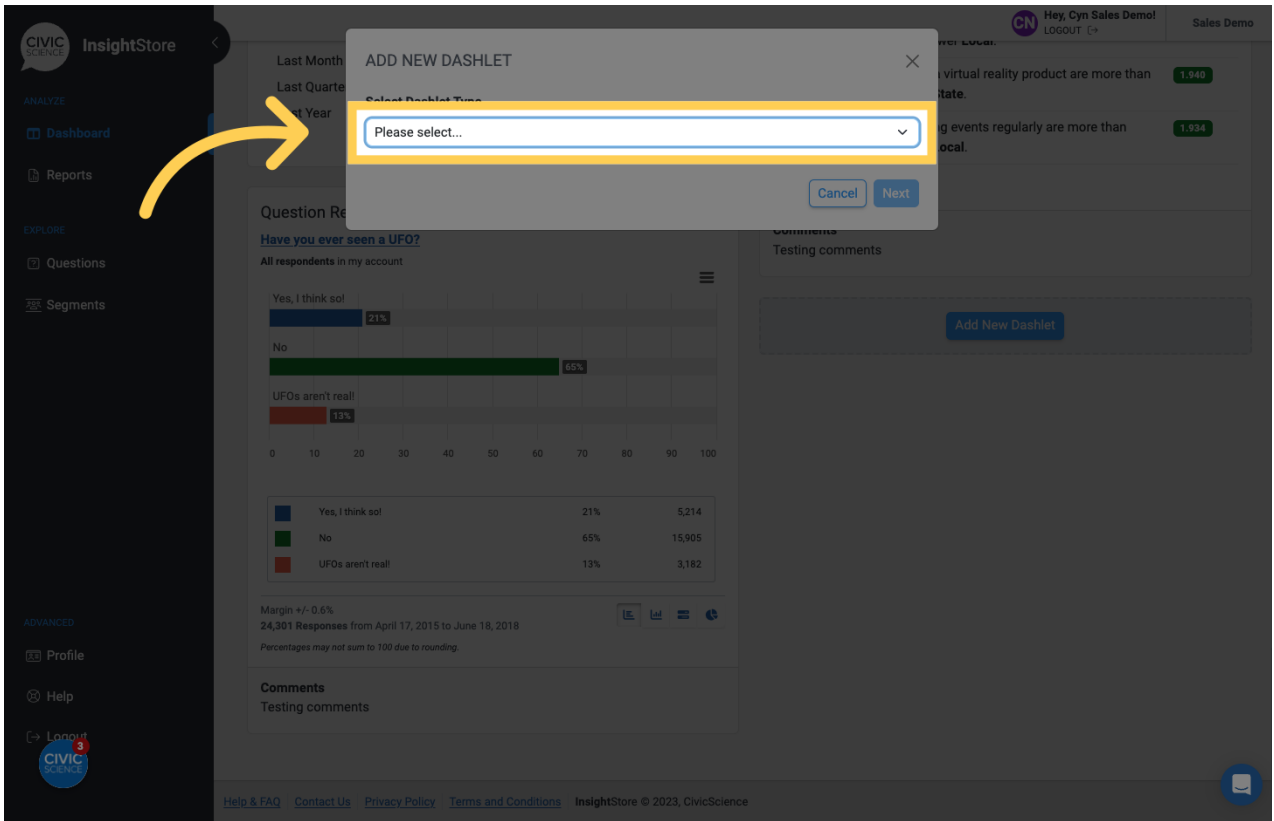 CIVIC
SCIENCE
InsightStore
ANALYZE
Dashboard
Reports
EXPLORE
Questions
Segments
ADVANCED
Profile
Help
Logout
3
CIVIC
SCIENCE
CN
Hey, Cyn Sales Demo!
LOGOUT
Sales Demo
Last Month
Last Quarte
Year
ADD NEW DASHLET
Select Dashlet Type
Please select...
Cancel
Next
Local.
virtual reality product are more than
1.940
State.
g events regularly are more than
1.934
ocal.
Comments
Testing comments
Add New Dashlet
Question Re
Have you ever seen a UFO?
All respondents in my account
Yes, I think so!
21%
No
65%
UFOs aren't real!
13%
0 10 20 30 40 50 60 70 80 90 100
Yes, I think so! 21% 5,214
No 65% 15,905
UFOs aren't real! 13% 3,182
Margin +/- 0.6%
24,301 Responses from April 17, 2015 to June 18, 2018
Percentages may not sum to 100 due to rounding.
Comments
Testing comments
Help & FAQ Contact Us Privacy Policy Terms and Conditions InsightStore © 2023, CivicScience